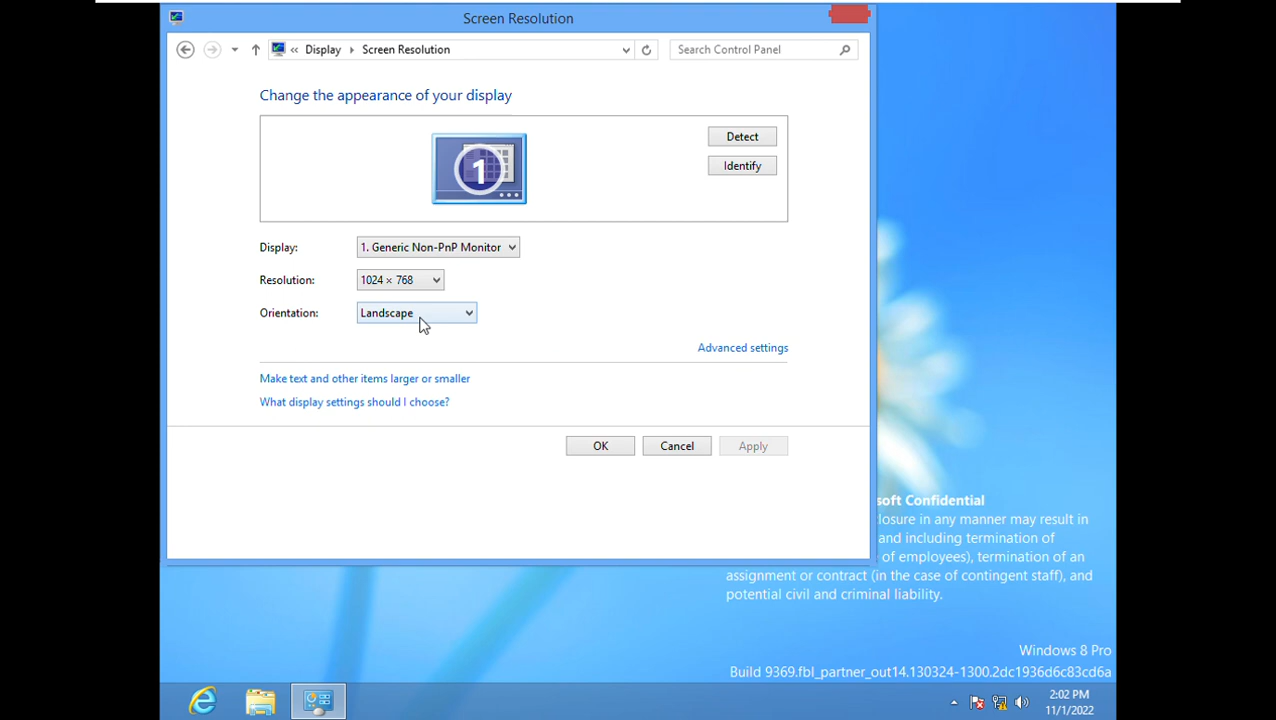 Screen Resolution
« Display Screen Resolution
Search Control Panel
Change the appearance of your display
1
Detect
Identify
Display: 1. Generic Non-PnP Monitor
Resolution: 1024 × 768
Orientation: Landscape
Advanced settings
Make text and other items larger or smaller
What display settings should I choose?
OK Cancel Apply
soft Confidential
closure in any manner may result in
and including termination of
of employees), termination of an
assignment or contract (in the case of contingent staff), and
potential civil and criminal liability.
Windows 8 Pro
Build 9369.fbl_partner_out14.130324-1300.2dc1936d6c83cd6a
2:02 PM
11/1/2022